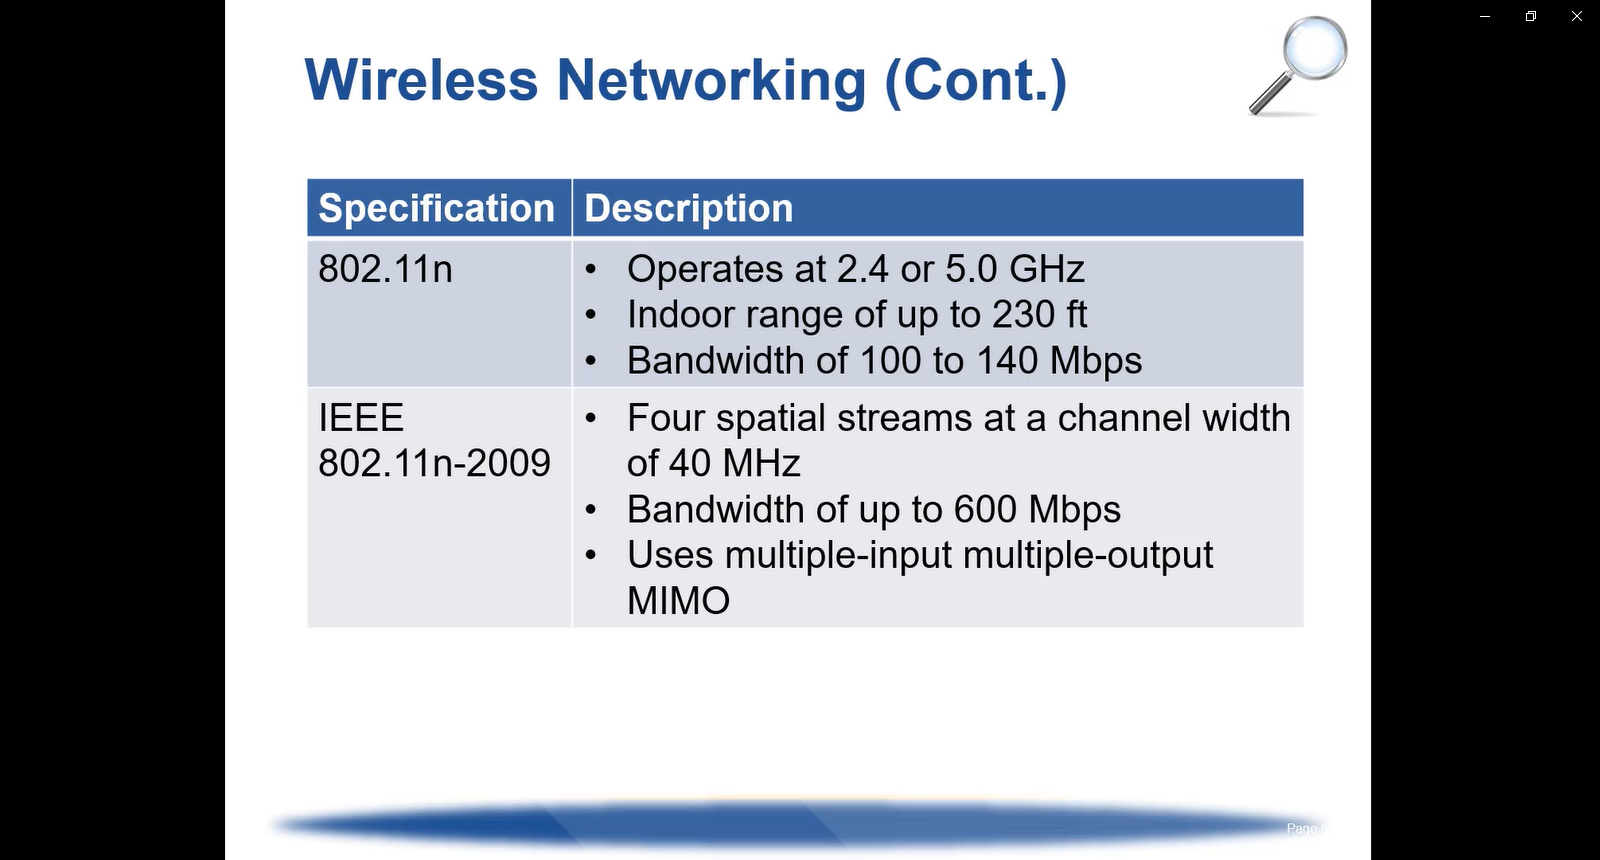 Wireless Networking (Cont.)
Specification
Description
802.11n
• Operates at 2.4 or 5.0 GHz
• Indoor range of up to 230 ft
• Bandwidth of 100 to 140 Mbps
IEEE
802.11n-2009
• Four spatial streams at a channel width
of 40 MHz
• Bandwidth of up to 600 Mbps
• Uses multiple-input multiple-output
MIMO
Page